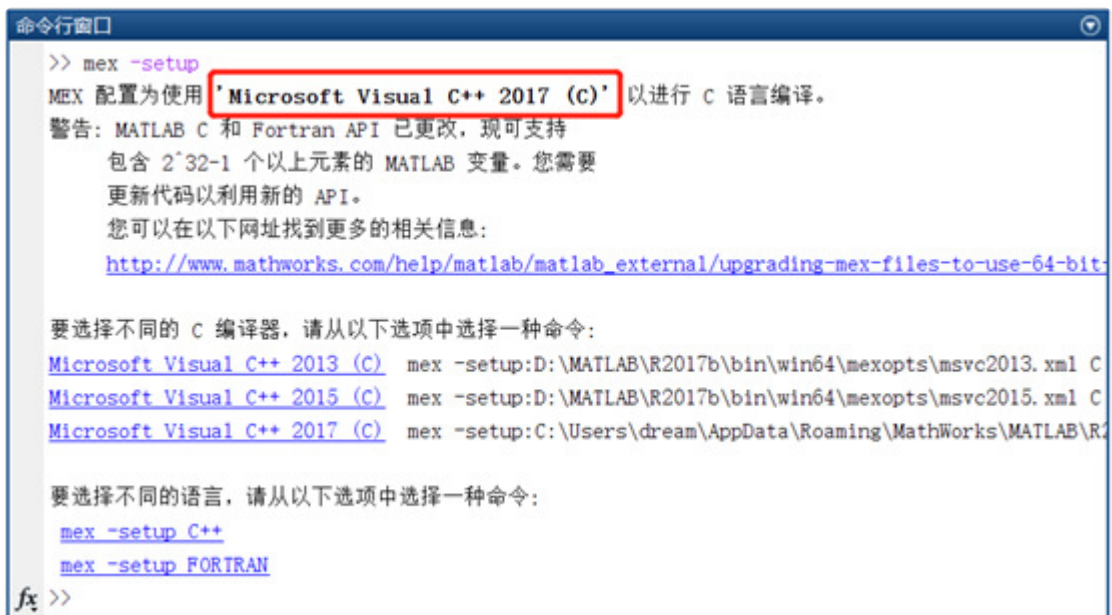 命令行窗口
>> mex -setup
MEX 配置为使用 'Microsoft Visual C++ 2017 (C)' 以进行 C 语言编译。
警告: MATLAB C 和 Fortran API 已更改，现可支持
包含 2^32-1 个以上元素的 MATLAB 变量。您需要
更新代码以利用新的 API。
您可以在以下网址找到更多的相关信息:
http://www.mathworks.com/help/matlab/matlab_external/upgrading-mex-files-to-use-64-bit-
要选择不同的 C 编译器，请从以下选项中选择一种命令:
Microsoft Visual C++ 2013 (C) mex -setup:D:\MATLAB\R2017b\bin\win64\mexopts\msvc2013.xml C
Microsoft Visual C++ 2015 (C) mex -setup:D:\MATLAB\R2017b\bin\win64\mexopts\msvc2015.xml C
Microsoft Visual C++ 2017 (C) mex -setup:C:\Users\dream\AppData\Roaming\MathWorks\MATLAB\R2
要选择不同的语言，请从以下选项中选择一种命令:
mex -setup C++
mex -setup FORTRAN
fx >>